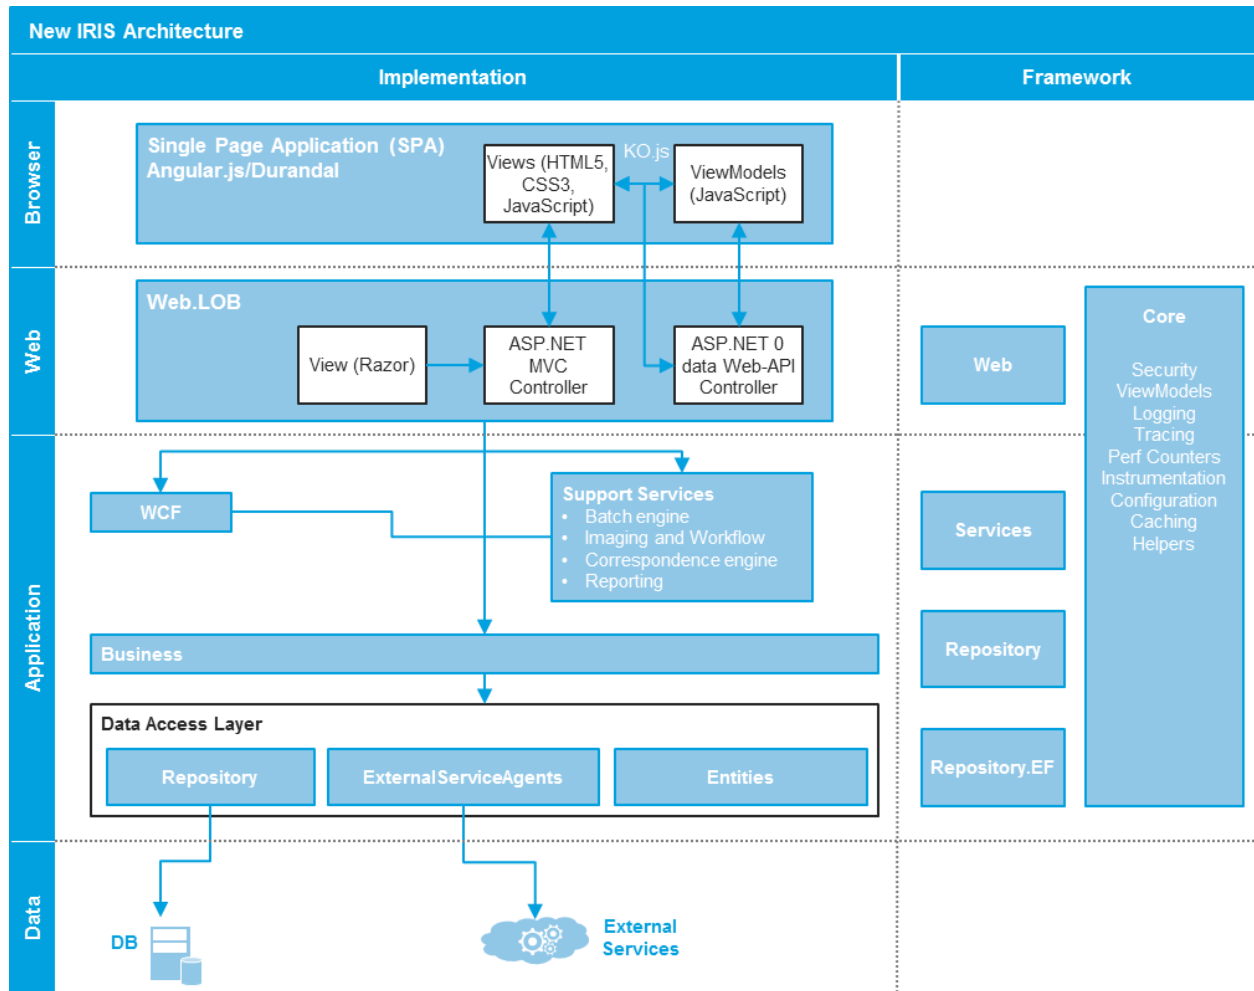 New IRIS Architecture
Implementation
Framework
Browser
Single Page Application (SPA)
Angular.js/Durandal
Views (HTML5,
CSS3,
JavaScript)
KO.js
ViewModels
(JavaScript)
Web
Web.LOB
View (Razor)
ASP.NET
MVC
Controller
ASP.NET 0
data Web-API
Controller
Web
Core
Security
ViewModels
Logging
Tracing
Perf Counters
Instrumentation
Configuration
Caching
Helpers
Application
WCF
Support Services
• Batch engine
• Imaging and Workflow
• Correspondence engine
• Reporting
Services
Business
Repository
Data Access Layer
Repository
ExternalServiceAgents
Entities
Repository.EF
Data
DB
External
Services